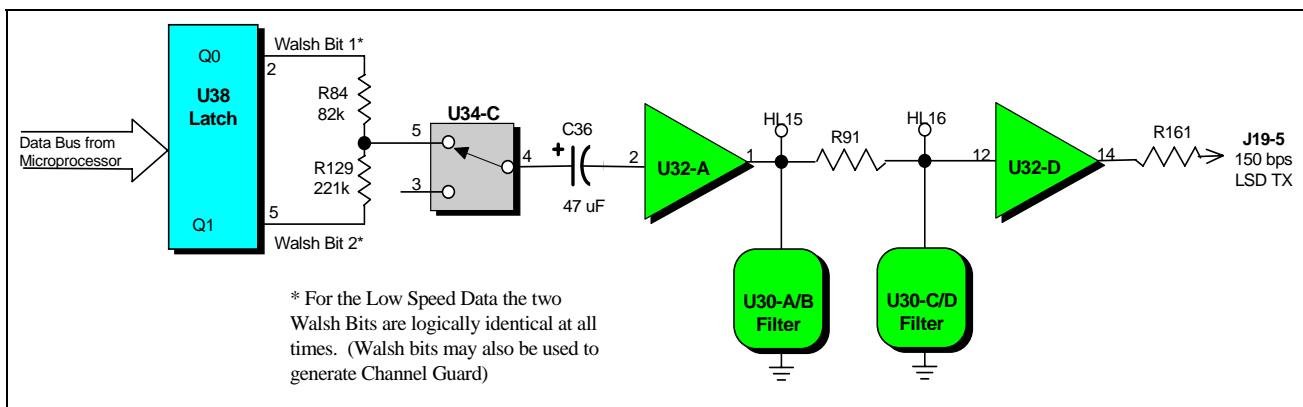 Data Bus from
Microprocessor
Q0
U38
Latch
Q1
2
5
Walsh Bit 1*
Walsh Bit 2*
R84
82k
R129
221k
U34-C
5
4
3
C36
+
47 uF
2
U32-A
1
HL15
R91
HL16
U30-A/B
Filter
U30-C/D
Filter
12
U32-D
14
R161
J19-5
150 bps
LSD TX
* For the Low Speed Data the two
Walsh Bits are logically identical at all
times. (Walsh bits may also be used to
generate Channel Guard)